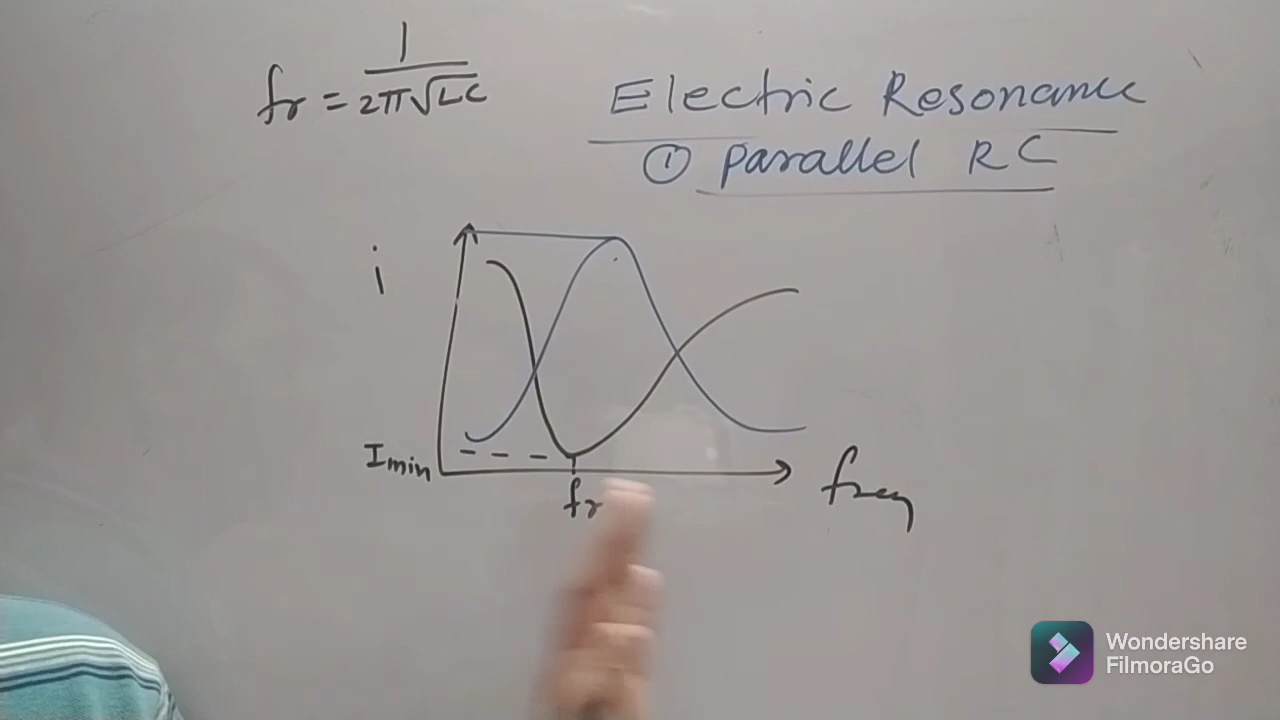 fr = 1/2π√LC
Electric Resonance
① parallel RC
i
Imin
fr
freq
Wondershare
FilmoraGo